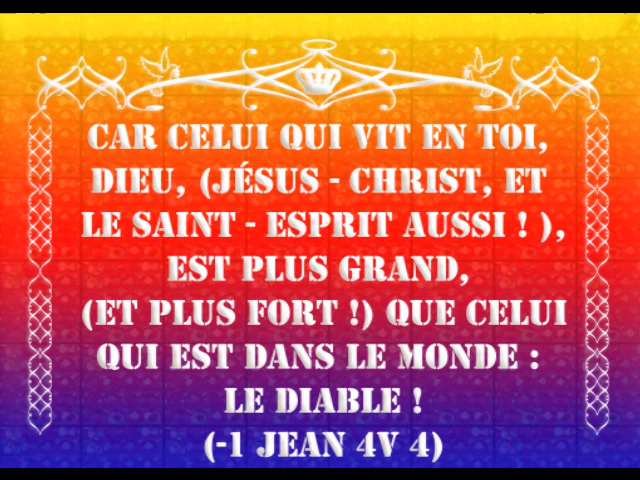 CAR CELUI QUI VIT EN TOI,
DIEU, (JÉSUS - CHRIST, ET
LE SAINT - ESPRIT AUSSI ! ),
EST PLUS GRAND,
(ET PLUS FORT !) QUE CELUI
QUI EST DANS LE MONDE :
LE DIABLE !
(-1 JEAN 4V 4)